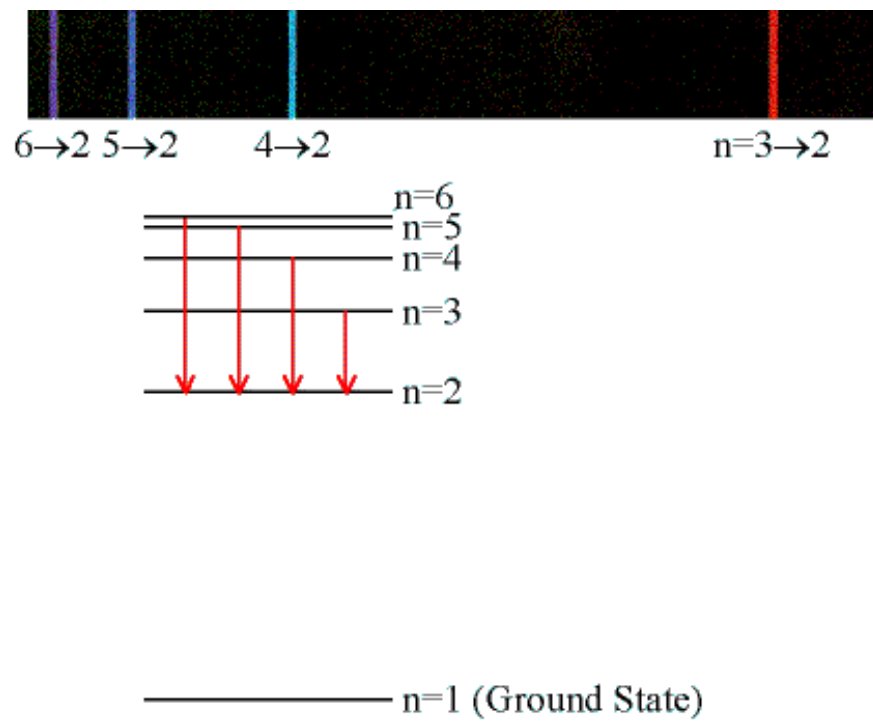 6→2 5→2 4→2 n=3→2
n=6
n=5
n=4
n=3
n=2
n=1 (Ground State)